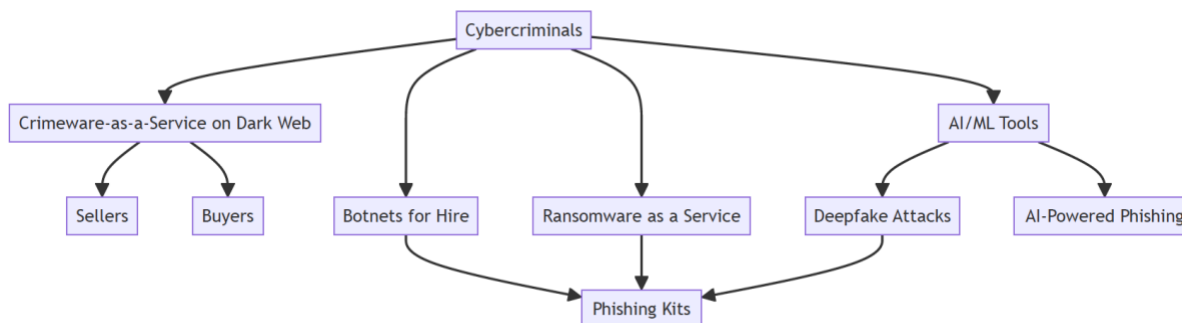 Cybercriminals
Crimeware-as-a-Service on Dark Web
AI/ML Tools
Sellers
Buyers
Botnets for Hire
Ransomware as a Service
Deepfake Attacks
AI-Powered Phishing
Phishing Kits